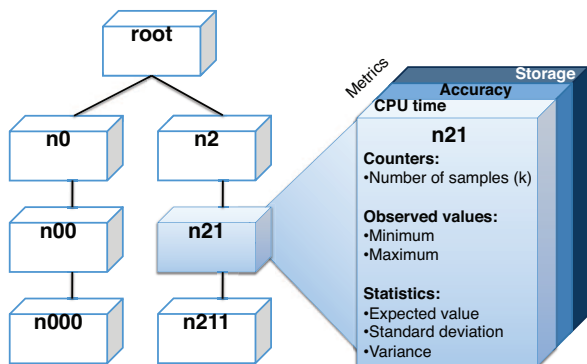 root
n0
n2
n00
n21
n000
n211
Metrics
Storage
Accuracy
CPU time
n21
Counters:
•Number of samples (k)
Observed values:
•Minimum
•Maximum
Statistics:
•Expected value
•Standard deviation
•Variance